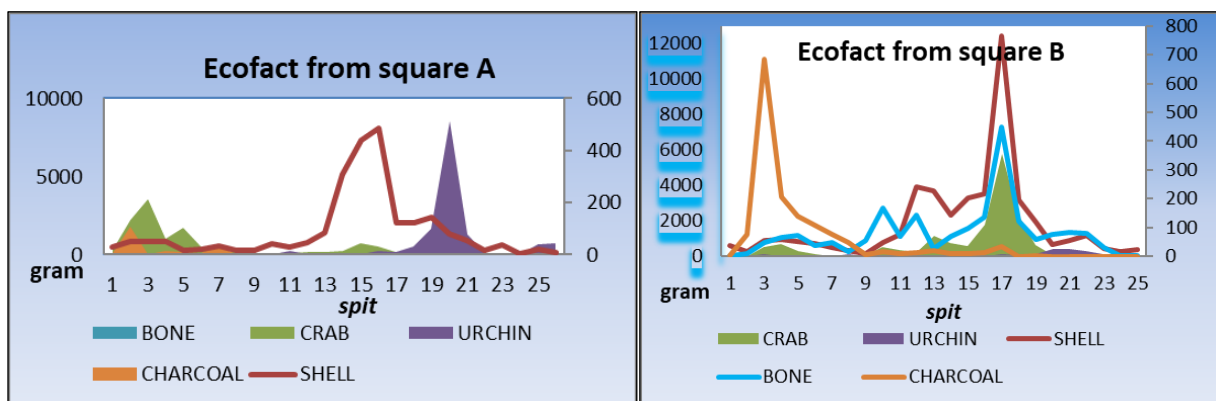 Ecofact from square A
10000
5000
0
600
400
200
0
gram
1 3 5 7 9 11 13 15 17 19 21 23 25
spit
BONE CRAB URCHIN
CHARCOAL SHELL
Ecofact from square B
12000
10000
8000
6000
4000
2000
0
800
700
600
500
400
300
200
100
0
gram
1 3 5 7 9 11 13 15 17 19 21 23 25
spit
CRAB URCHIN SHELL
BONE CHARCOAL